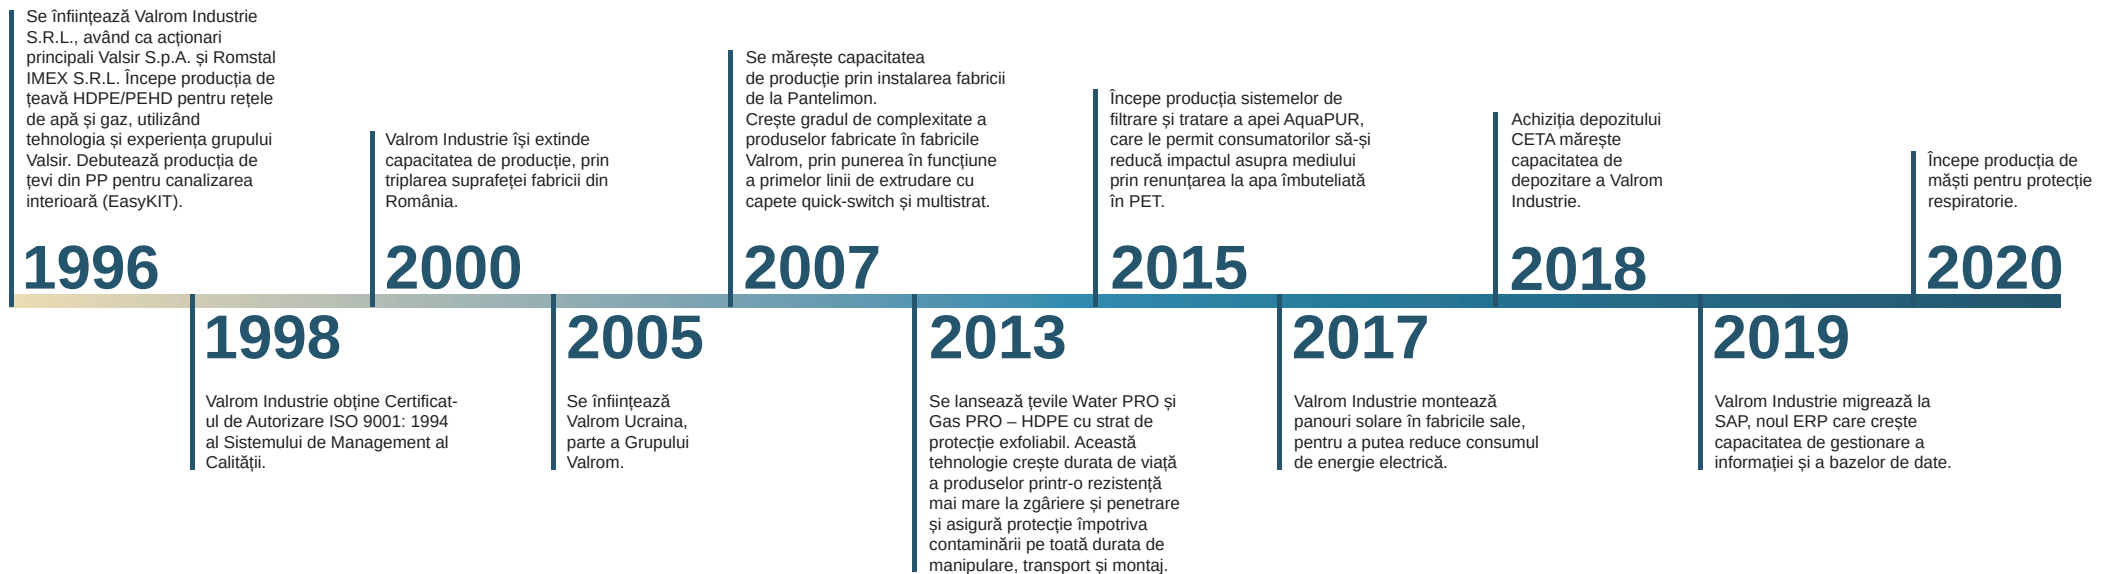 Se înființează Valrom Industrie
S.R.L., având ca acționari
principali Valsir S.p.A. și Romstal
IMEX S.R.L. Începe producția de
țeavă HDPE/PEHD pentru rețele
de apă și gaz, utilizând
tehnologia și experiența grupului
Valsir. Debutează producția de
țevi din PP pentru canalizarea
interioară (EasyKIT).
1996
1998
Valrom Industrie obține Certificat-
ul de Autorizare ISO 9001: 1994
al Sistemului de Management al
Calității.
Valrom Industrie își extinde
capacitatea de producție, prin
triplarea suprafeței fabricii din
România.
2000
2005
Se înființează
Valrom Ucraina,
parte a Grupului
Valrom.
Se mărește capacitatea
de producție prin instalarea fabricii
de la Pantelimon.
Crește gradul de complexitate a
produselor fabricate în fabricile
Valrom, prin punerea în funcțiune
a primelor linii de extrudare cu
capete quick-switch și multistrat.
2007
2013
Se lansează țevile Water PRO și
Gas PRO – HDPE cu strat de
protecție exfoliabil. Această
tehnologie crește durata de viață
a produselor printr-o rezistență
mai mare la zgâriere și penetrare
și asigură protecție împotriva
contaminării pe toată durata de
manipulare, transport și montaj.
Începe producția sistemelor de
filtrare și tratare a apei AquaPUR,
care le permit consumatorilor să-și
reducă impactul asupra mediului
prin renunțarea la apa îmbuteliată
în PET.
2015
2017
Valrom Industrie montează
panouri solare în fabricile sale,
pentru a putea reduce consumul
de energie electrică.
Achiziția depozitului
CETA mărește
capacitatea de
depozitare a Valrom
Industrie.
2018
2019
Valrom Industrie migrează la
SAP, noul ERP care crește
capacitatea de gestionare a
informației și a bazelor de date.
Începe producția de
măști pentru protecție
respiratorie.
2020